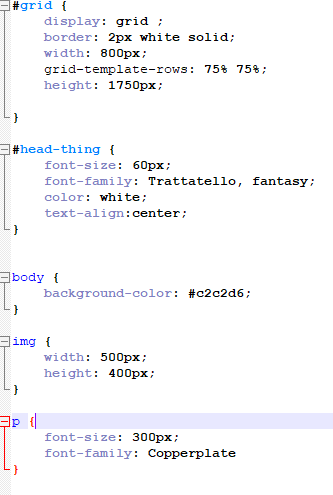 #grid {
display: grid ;
border: 2px white solid;
width: 800px;
grid-template-rows: 75% 75%;
height: 1750px;
}
#head-thing {
font-size: 60px;
font-family: Trattatello, fantasy;
color: white;
text-align:center;
}
body {
background-color: #c2c2d6;
}
img {
width: 500px;
height: 400px;
}
p {
font-size: 300px;
font-family: Copperplate
}